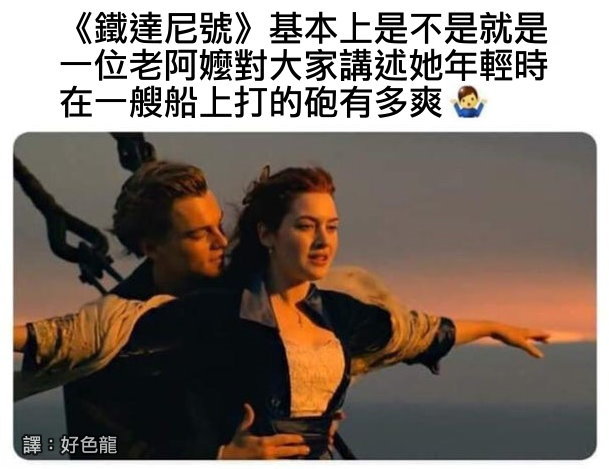 《鐵達尼號》基本上是不是就是
一位老阿嬤對大家講述她年輕時
在一艘船上打的砲有多爽🤷‍♂️
譯：好色龍